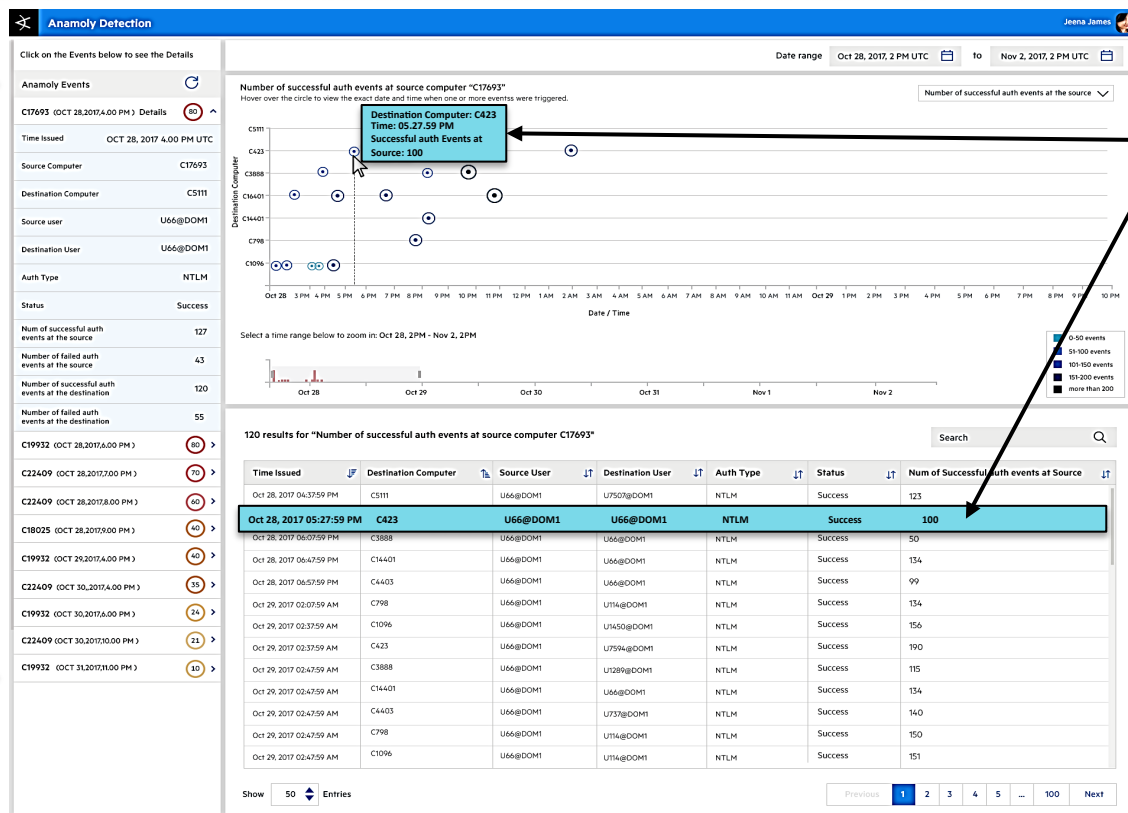 Anamoly Detection
Jeena James
Click on the Events below to see the Details
Date range Oct 28, 2017, 2 PM UTC to Nov 2, 2017, 2 PM UTC
Anamoly Events
C17693 (OCT 28,2017,4.00 PM ) Details 80
Time Issued OCT 28, 2017 4.00 PM UTC
Source Computer C17693
Destination Computer C5111
Source user U66@DOM1
Destination User U66@DOM1
Auth Type NTLM
Status Success
Num of successful auth
events at the source 127
Number of failed auth
events at the source 43
Number of successful auth
events at the destination 120
Number of failed auth
events at the destination 55
C19932 (OCT 28,2017,6.00 PM ) 80
C22409 (OCT 28,2017,7.00 PM ) 70
C22409 (OCT 28,2017,8.00 PM ) 60
C18025 (OCT 28,2017,9.00 PM ) 40
C19932 (OCT 29,2017,4.00 PM ) 40
C22409 (OCT 30,,2017,4.00 PM ) 35
C19932 (OCT 30,2017,6.00 PM ) 24
C22409 (OCT 30,2017,10.00 PM ) 21
C19932 (OCT 31,2017,11.00 PM ) 10
Number of successful auth events at source computer "C17693"
Hover over the circle to view the exact date and time when one or more eventss were triggered.
Number of successful auth events at the source
Destination Computer: C423
Time: 05.27.59 PM
Successful auth Events at
Source: 100
Destination Computer
C5111
C423
C3888
C16401
C14401
C798
C1096
Oct 28 3 PM 4 PM 5 PM 6 PM 7 PM 8 PM 9 PM 10 PM 11 PM 12 PM 1 AM 2 AM 3 AM 4 AM 5 AM 6 AM 7 AM 8 AM 9 AM 10 AM 11 AM Oct 29 1 PM 2 PM 3 PM 4 PM 5 PM 6 PM 7 PM 8 PM 9 PM 10 PM
Date / Time
Select a time range below to zoom in: Oct 28, 2PM - Nov 2, 2PM
0-50 events
51-100 events
101-150 events
151-200 events
more than 200
Oct 28 Oct 29 Oct 30 Oct 31 Nov 1 Nov 2
120 results for "Number of successful auth events at source computer C17693"
Search
Time Issued Destination Computer Source User Destination User Auth Type Status Num of Successful auth events at Source
Oct 28, 2017 04:37:59 PM C5111 U66@DOM1 U7507@DOM1 NTLM Success 123
Oct 28, 2017 05:27:59 PM C423 U66@DOM1 U66@DOM1 NTLM Success 100
Oct 28, 2017 06:07:59 PM C3888 U66@DOM1 U66@DOM1 NTLM Success 50
Oct 28, 2017 06:47:59 PM C14401 U66@DOM1 U66@DOM1 NTLM Success 134
Oct 28, 2017 06:57:59 PM C4403 U66@DOM1 U66@DOM1 NTLM Success 99
Oct 29, 2017 02:07:59 AM C798 U66@DOM1 U114@DOM1 NTLM Success 134
Oct 29, 2017 02:37:59 AM C1096 U66@DOM1 U1450@DOM1 NTLM Success 156
Oct 29, 2017 02:37:59 AM C423 U66@DOM1 U7594@DOM1 NTLM Success 190
Oct 29, 2017 02:47:59 AM C3888 U66@DOM1 U1289@DOM1 NTLM Success 115
Oct 29, 2017 02:47:59 AM C14401 U66@DOM1 U66@DOM1 NTLM Success 134
Oct 29, 2017 02:47:59 AM C4403 U66@DOM1 U737@DOM1 NTLM Success 140
Oct 29, 2017 02:47:59 AM C798 U66@DOM1 U114@DOM1 NTLM Success 150
Oct 29, 2017 02:47:59 AM C1096 U66@DOM1 U114@DOM1 NTLM Success 151
Show 50 Entries
Previous 1 2 3 4 5 ... 100 Next